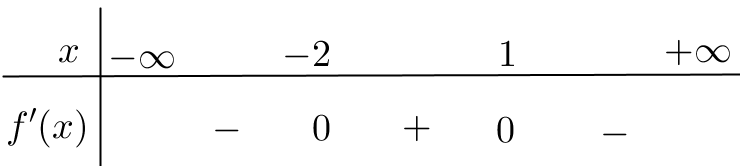 x −∞ −2 1 +∞
f′(x) − 0 + 0 −